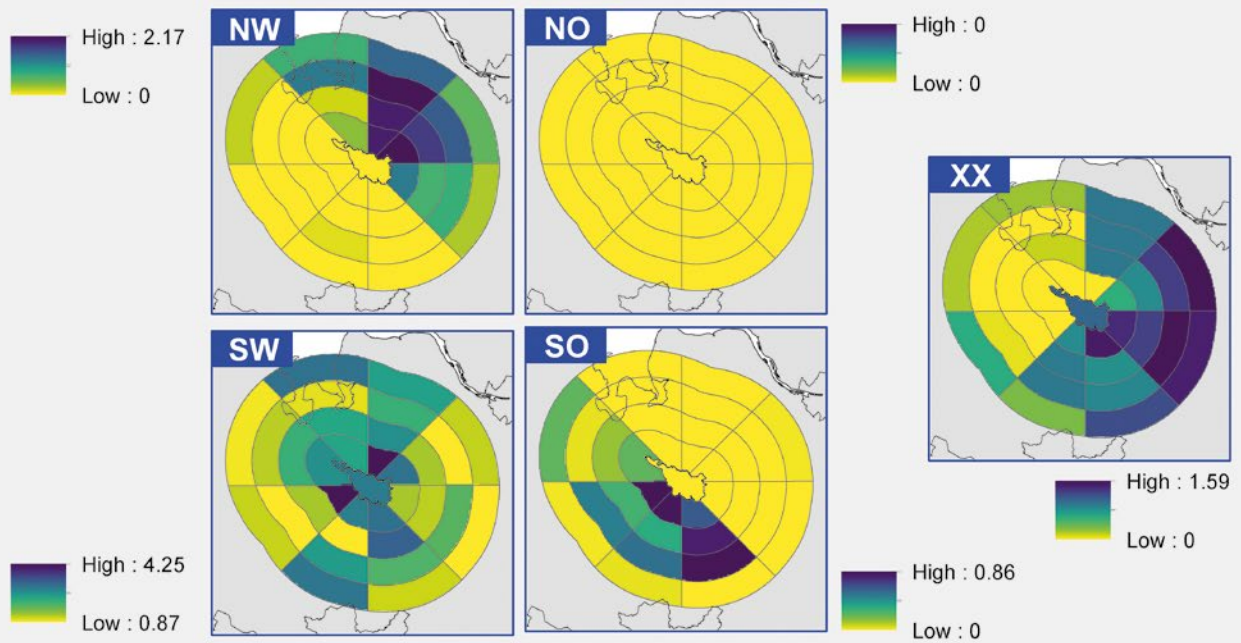 High : 2.17
Low : 0
NW
NO
High : 0
Low : 0
XX
High : 1.59
Low : 0
SW
High : 4.25
Low : 0.87
SO
High : 0.86
Low : 0